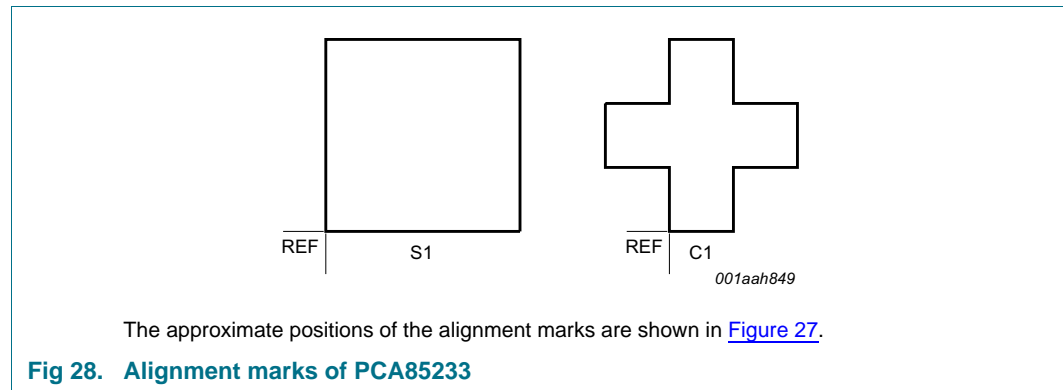 REF
S1
REF
C1
001aah849
The approximate positions of the alignment marks are shown in Figure 27.
Fig 28. Alignment marks of PCA85233